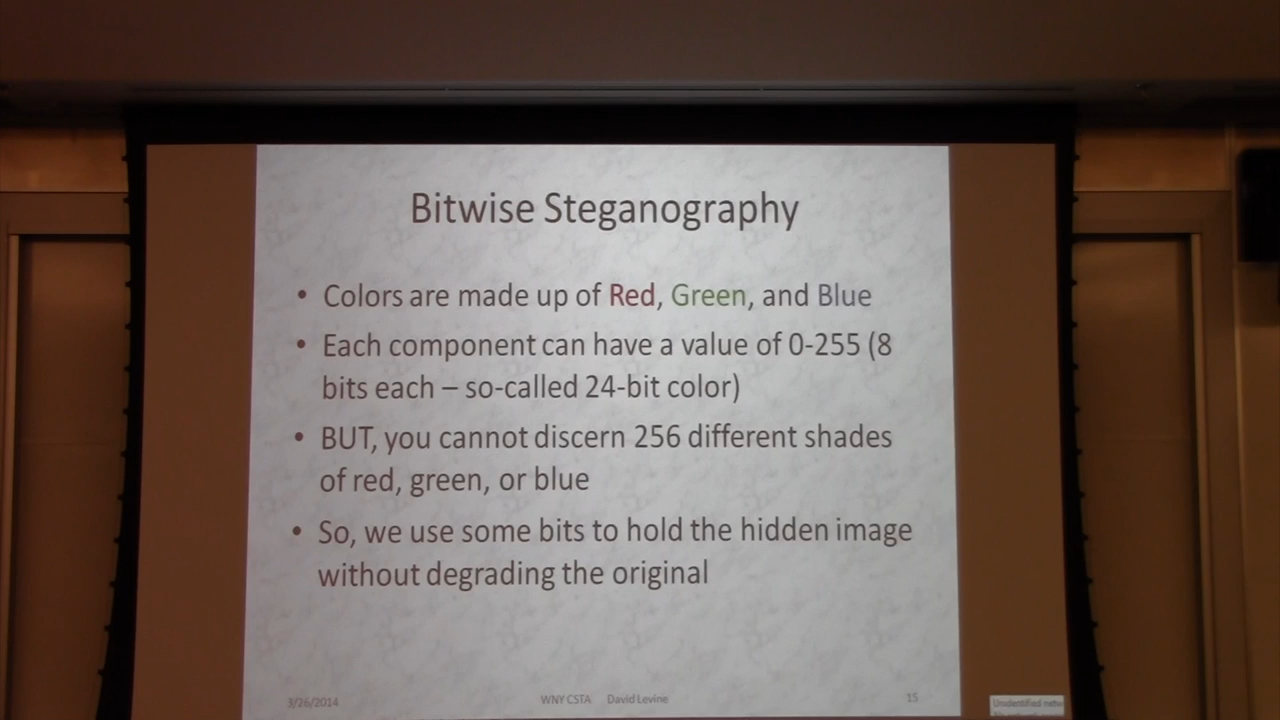 Bitwise Steganography
• Colors are made up of Red, Green, and Blue
• Each component can have a value of 0-255 (8
bits each – so-called 24-bit color)
• BUT, you cannot discern 256 different shades
of red, green, or blue
• So, we use some bits to hold the hidden image
without degrading the original
3/26/2014 WNY CSTA David Levine 15
Unidentified netw